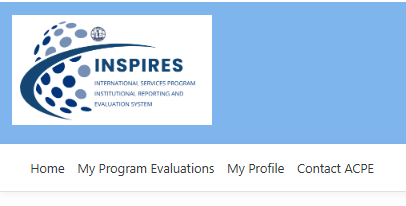 INSPIRES
INTERNATIONAL SERVICES PROGRAM
INSTITUTIONAL REPORTING AND
EVALUATION SYSTEM
Home My Program Evaluations My Profile Contact ACPE